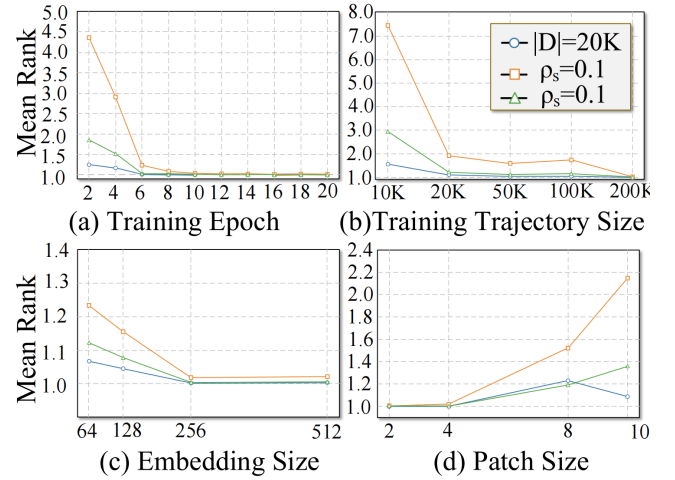 Mean Rank
5.0
4.5
4.0
3.5
3.0
2.5
2.0
1.5
1.0
2 4 6 8 10 12 14 16 18 20
(a) Training Epoch
8.0
7.0
6.0
5.0
4.0
3.0
2.0
1.0
|D|=20K
ρs=0.1
ρs=0.1
10K 20K 50K 100K 200K
(b)Training Trajectory Size
Mean Rank
1.4
1.3
1.2
1.1
1.0
64 128 256 512
(c) Embedding Size
2.4
2.2
2.0
1.8
1.6
1.4
1.2
1.0
2 4 8 10
(d) Patch Size